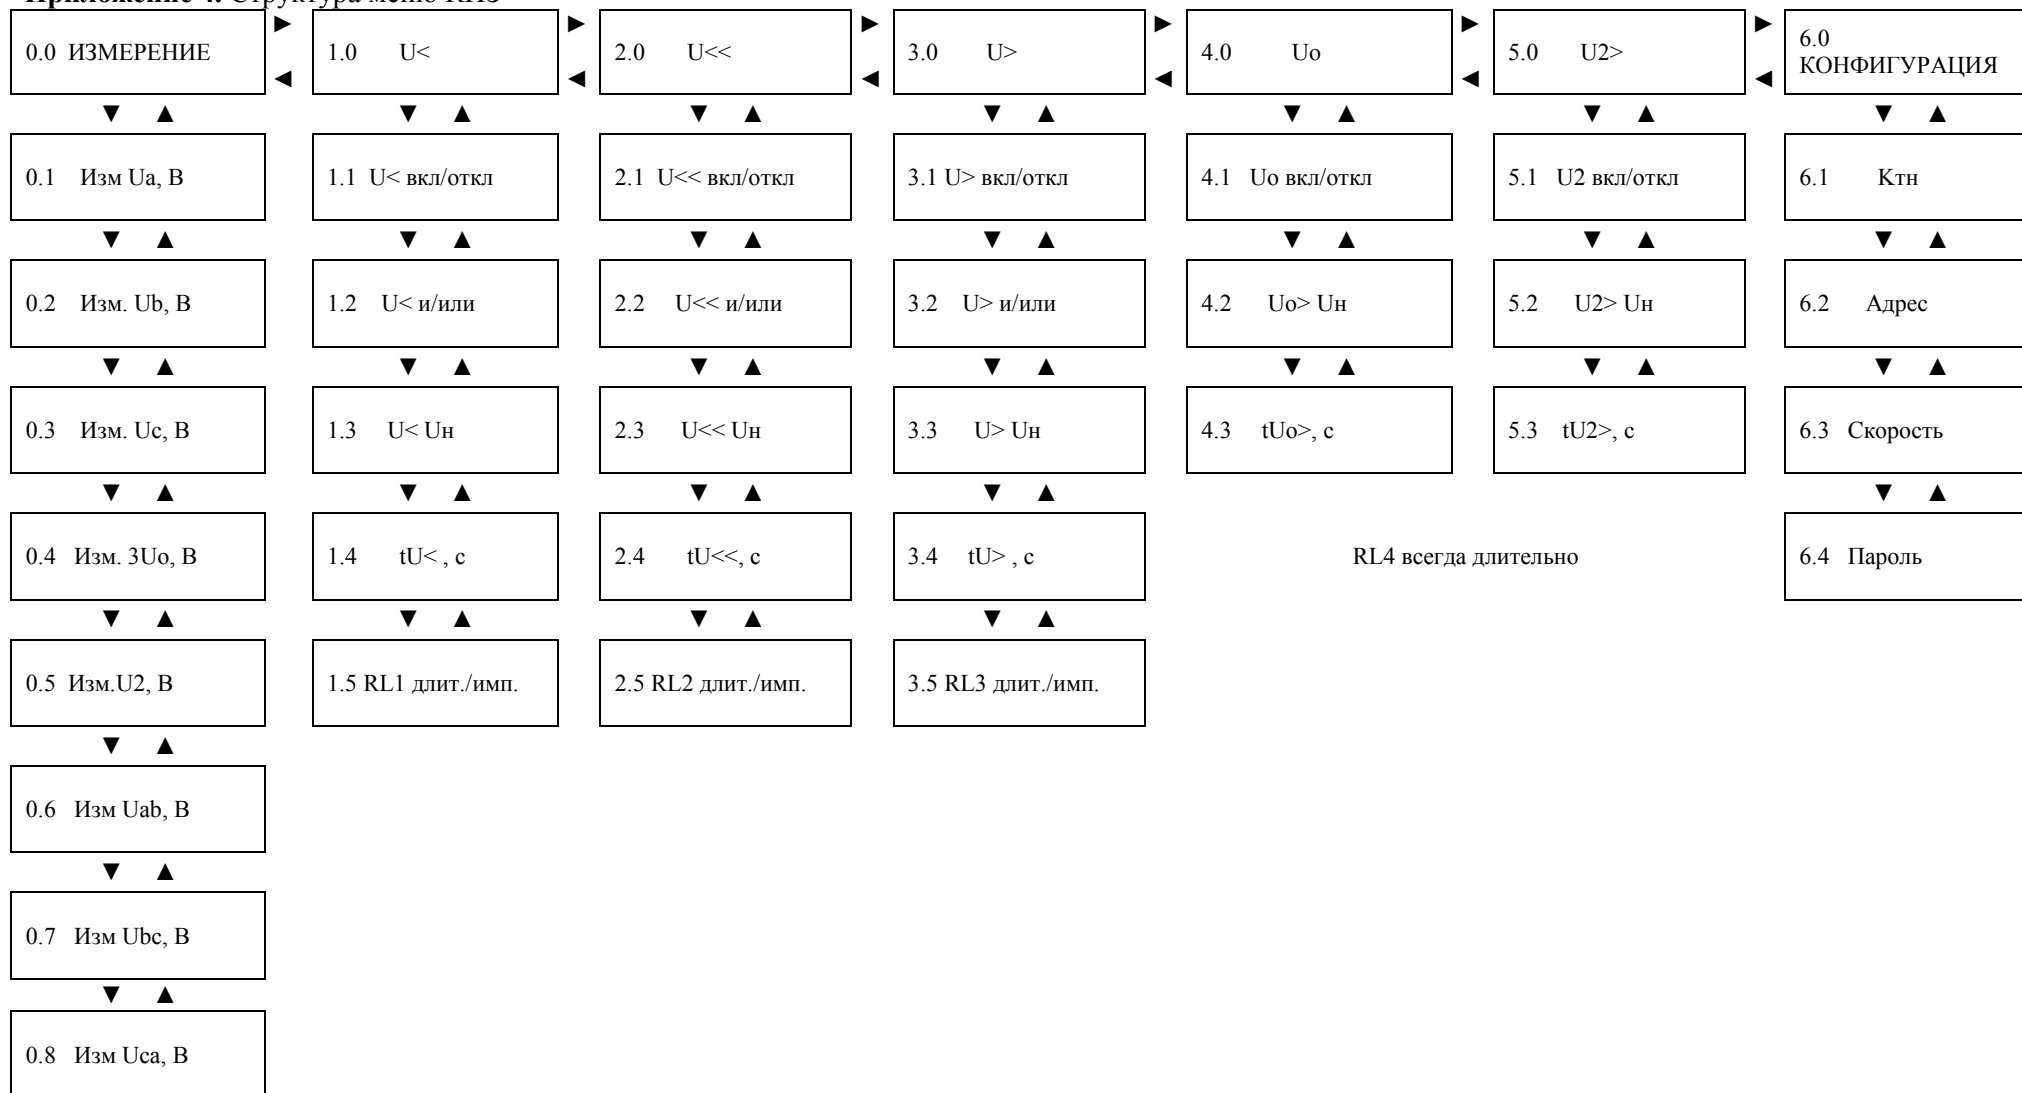 Приложение 4. Структура меню
0.0 ИЗМЕРЕНИЕ
1.0 U<
2.0 U<<
3.0 U>
4.0 Uo
5.0 U2>
6.0
КОНФИГУРАЦИЯ
0.1 Изм Ua, В
1.1 U< вкл/откл
2.1 U<< вкл/откл
3.1 U> вкл/откл
4.1 Uo вкл/откл
5.1 U2 вкл/откл
6.1 Ктн
0.2 Изм. Ub, В
1.2 U< и/или
2.2 U<< и/или
3.2 U> и/или
4.2 Uo> Uн
5.2 U2> Uн
6.2 Адрес
0.3 Изм. Uc, В
1.3 U< Uн
2.3 U<< Uн
3.3 U> Uн
4.3 tUo>, с
5.3 tU2>, с
6.3 Скорость
0.4 Изм. 3Uo, В
1.4 tU< , с
2.4 tU<<, с
3.4 tU> , с
RL4 всегда длительно
6.4 Пароль
0.5 Изм.U2, В
1.5 RL1 длит./имп.
2.5 RL2 длит./имп.
3.5 RL3 длит./имп.
0.6 Изм Uab, В
0.7 Изм Ubc, В
0.8 Изм Uca, В